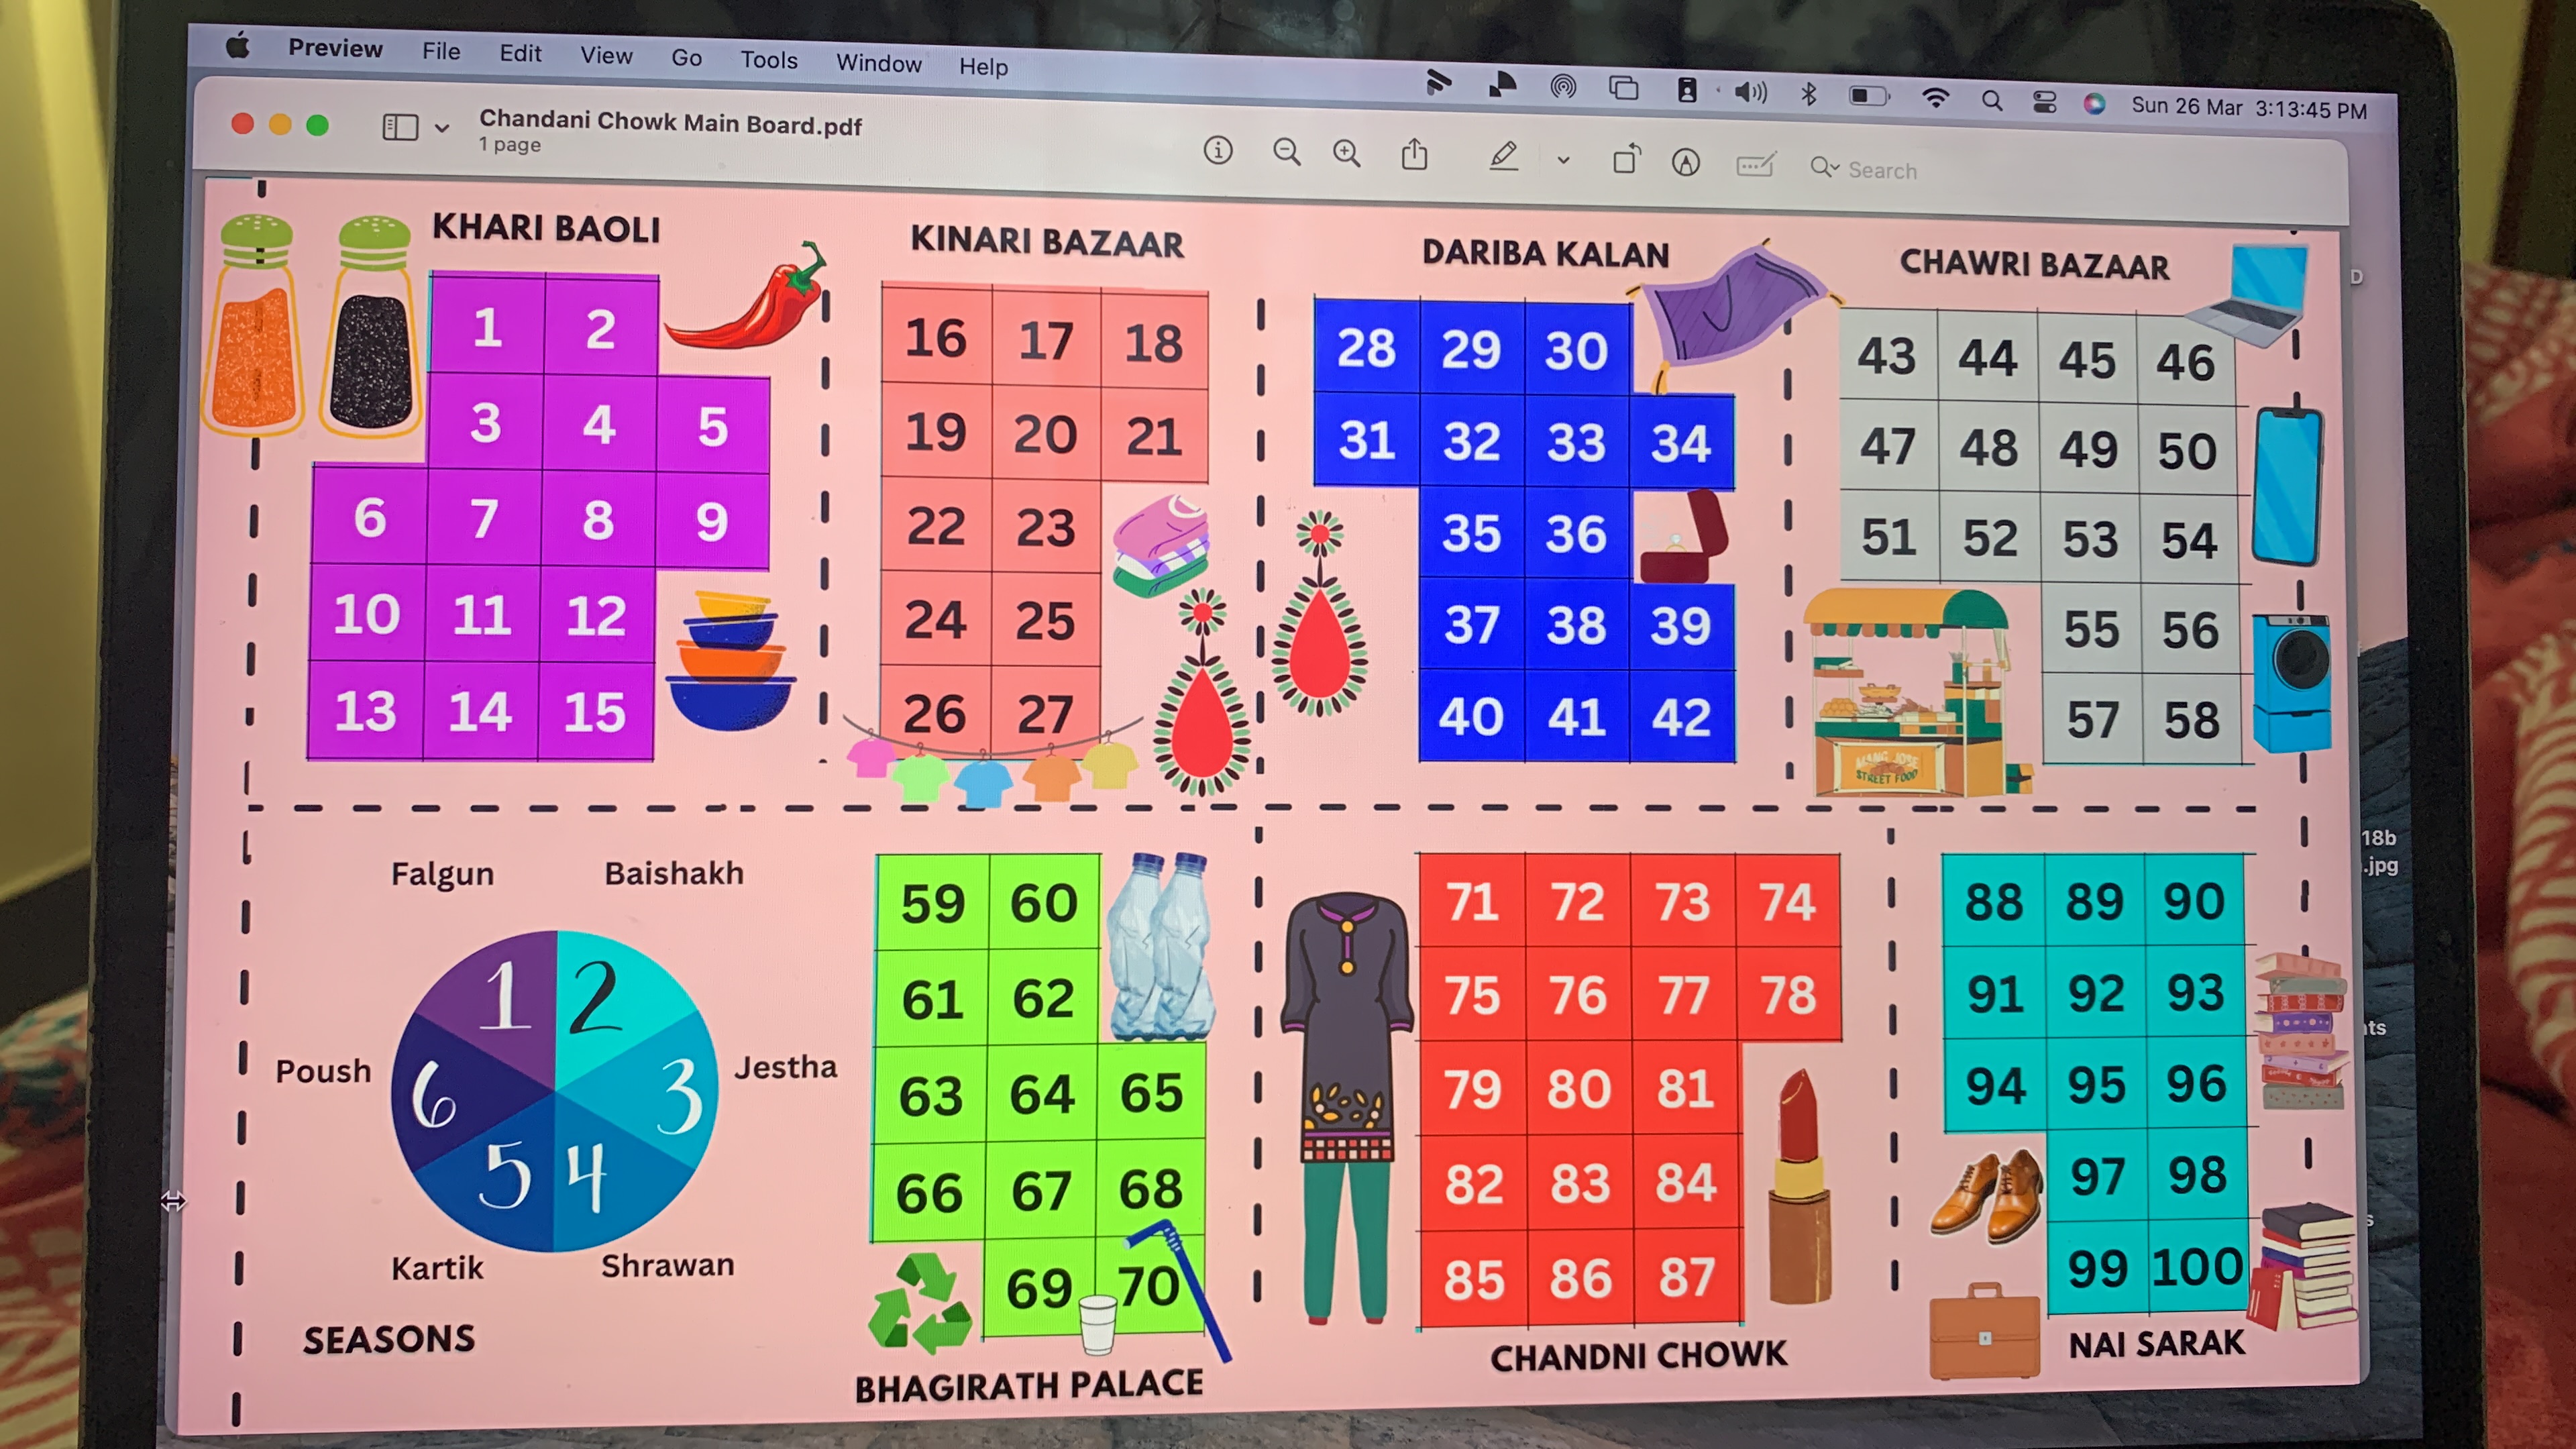 Preview File Edit View Go Tools Window Help
Sun 26 Mar 3:13:45 PM
Chandani Chowk Main Board.pdf
1 page
Search
KHARI BAOLI
1 2
3 4 5
6 7 8 9
10 11 12
13 14 15
KINARI BAZAAR
16 17 18
19 20 21
22 23
24 25
26 27
DARIBA KALAN
28 29 30
31 32 33 34
35 36
37 38 39
40 41 42
CHAWRI BAZAAR
43 44 45 46
47 48 49 50
51 52 53 54
55 56
57 58
MANG JOSE
STREET FOOD
Falgun Baishakh
1 2
Poush 6 3 Jestha
5 4
Kartik Shrawan
SEASONS
59 60
61 62
63 64 65
66 67 68
69 70
BHAGIRATH PALACE
71 72 73 74
75 76 77 78
79 80 81
82 83 84
85 86 87
CHANDNI CHOWK
88 89 90
91 92 93
94 95 96
97 98
99 100
NAI SARAK
D
18b
.jpg